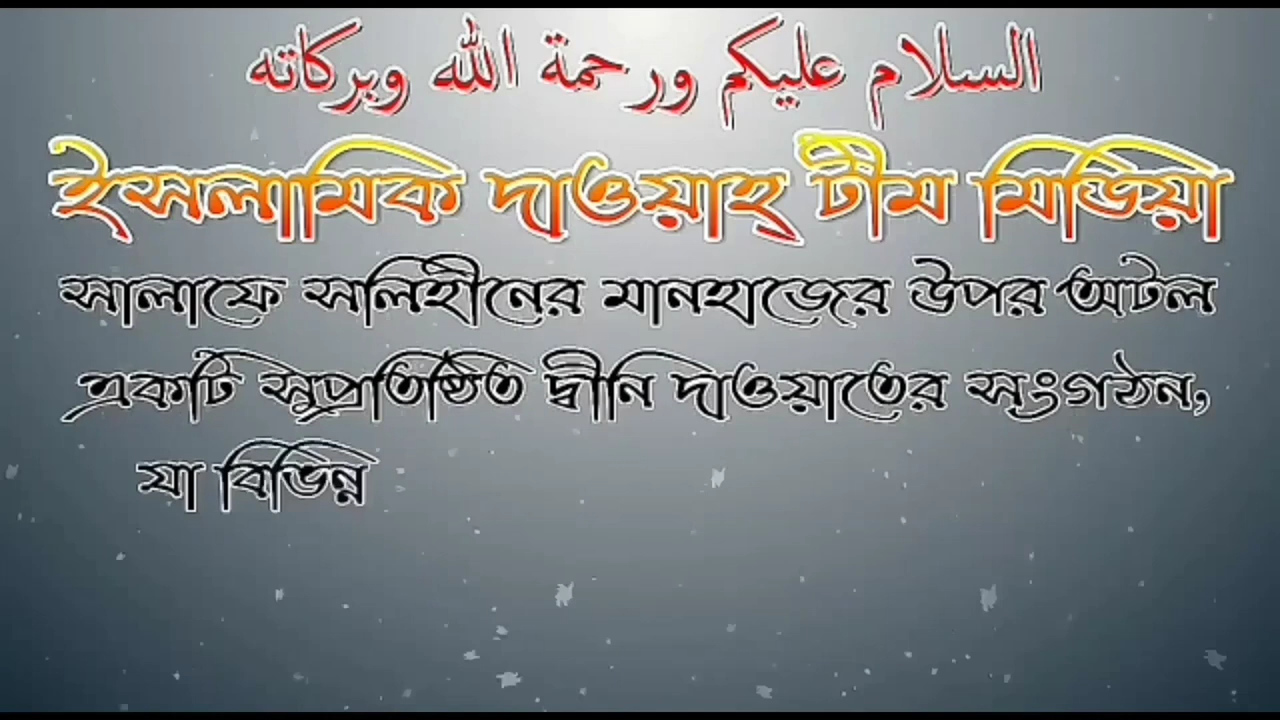 السلام عليكم ورحمة الله وبركاته
ইসলামিক দাওয়াহ্ টীম মিডিয়া
সালাফে সলিহীনের মানহাজের উপর অটল
একটি সুপ্রতিষ্ঠিত দ্বীনি দাওয়াতের সংগঠন,
যা বিভিন্ন